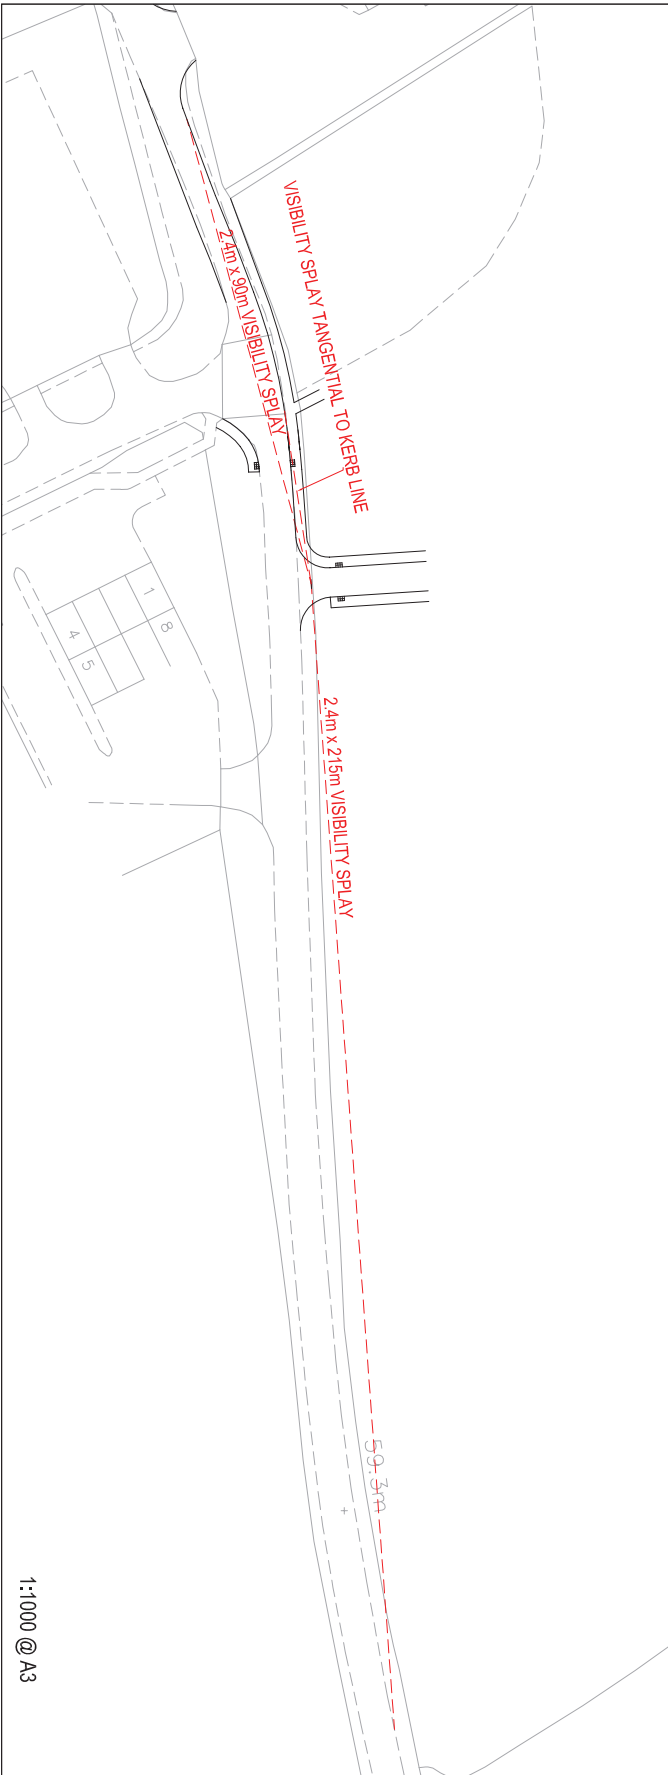 VISIBILITY SPLAY TANGENTIAL TO KERB LINE
2.4m x 90m VISIBILITY SPLAY
2.4m x 215m VISIBILITY SPLAY
1
8
4
5
59.3m
1:1000 @ A3